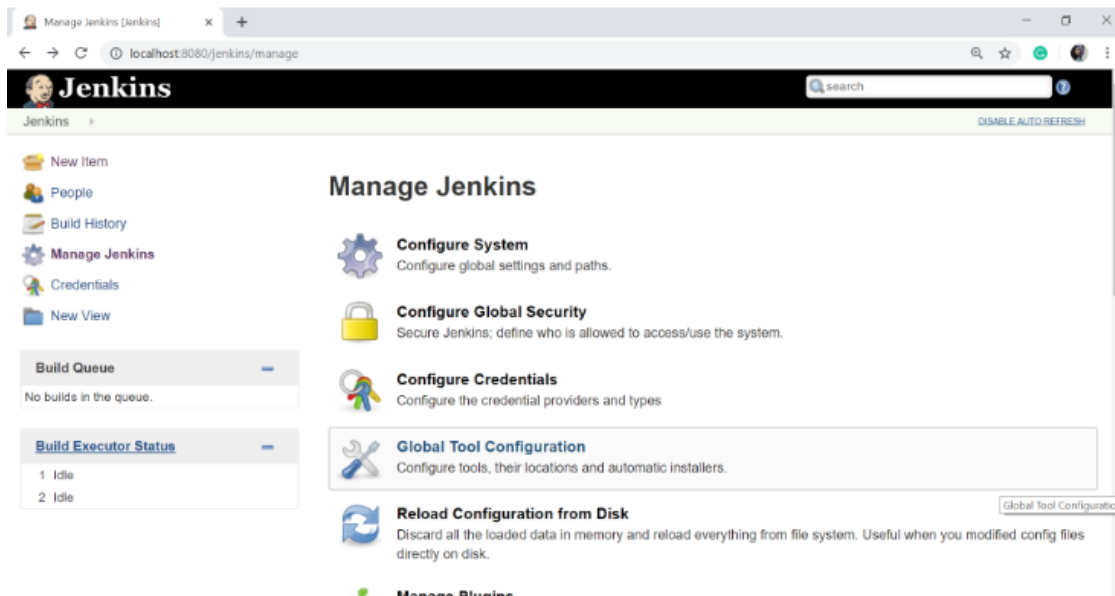 Manage Jenkins [Jenkins]
localhost:8080/jenkins/manage
Jenkins
search
Jenkins
DISABLE AUTO REFRESH
New Item
People
Build History
Manage Jenkins
Credentials
New View
Build Queue
No builds in the queue.
Build Executor Status
1 Idle
2 Idle
Manage Jenkins
Configure System
Configure global settings and paths.
Configure Global Security
Secure Jenkins; define who is allowed to access/use the system.
Configure Credentials
Configure the credential providers and types
Global Tool Configuration
Configure tools, their locations and automatic installers.
Global Tool Configuratio
Reload Configuration from Disk
Discard all the loaded data in memory and reload everything from file system. Useful when you modified config files
directly on disk.
Manage Plugins